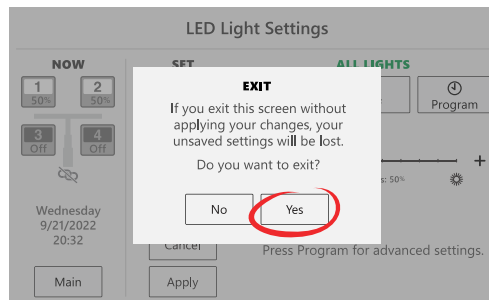 LED Light Settings
NOW
SET
ALL LIGHTS
1
50%
2
50%
3
Off
4
Off
Wednesday
9/21/2022
20:32
Main
EXIT
If you exit this screen without
applying your changes, your
unsaved settings will be lost.
Do you want to exit?
No
Yes
Cancel
Apply
Program
+
s: 50%
Press Program for advanced settings.